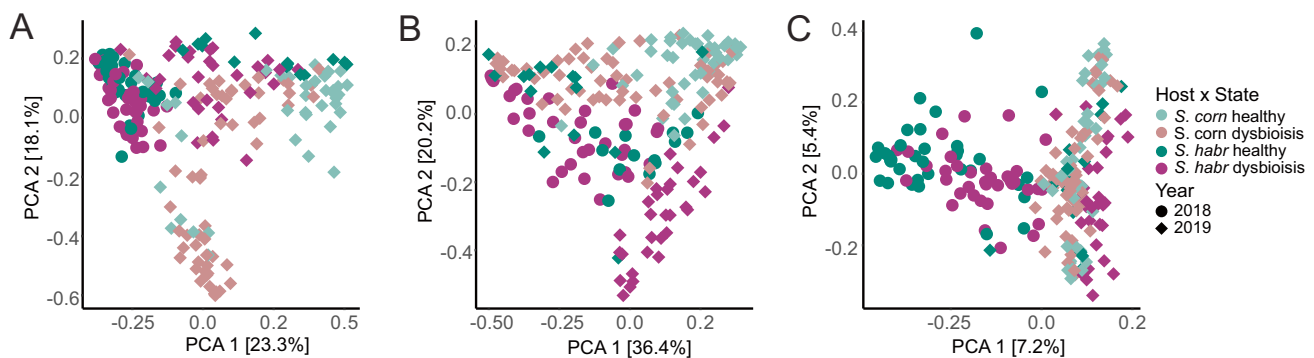 A
PCA 2 [18.1%]
0.2
0.0
-0.2
-0.4
-0.6
-0.25
0.0
0.25
0.5
PCA 1 [23.3%]
B
PCA 2 [20.2%]
0.2
0.0
-0.2
-0.4
-0.50
-0.25
0.0
0.2
PCA 1 [36.4%]
C
PCA 2 [5.4%]
0.4
0.2
0.0
-0.2
-0.25
0.0
0.2
PCA 1 [7.2%]
Host x State
S. corn healthy
S. corn dysbioisis
S. habr healthy
S. habr dysbioisis
Year
2018
2019